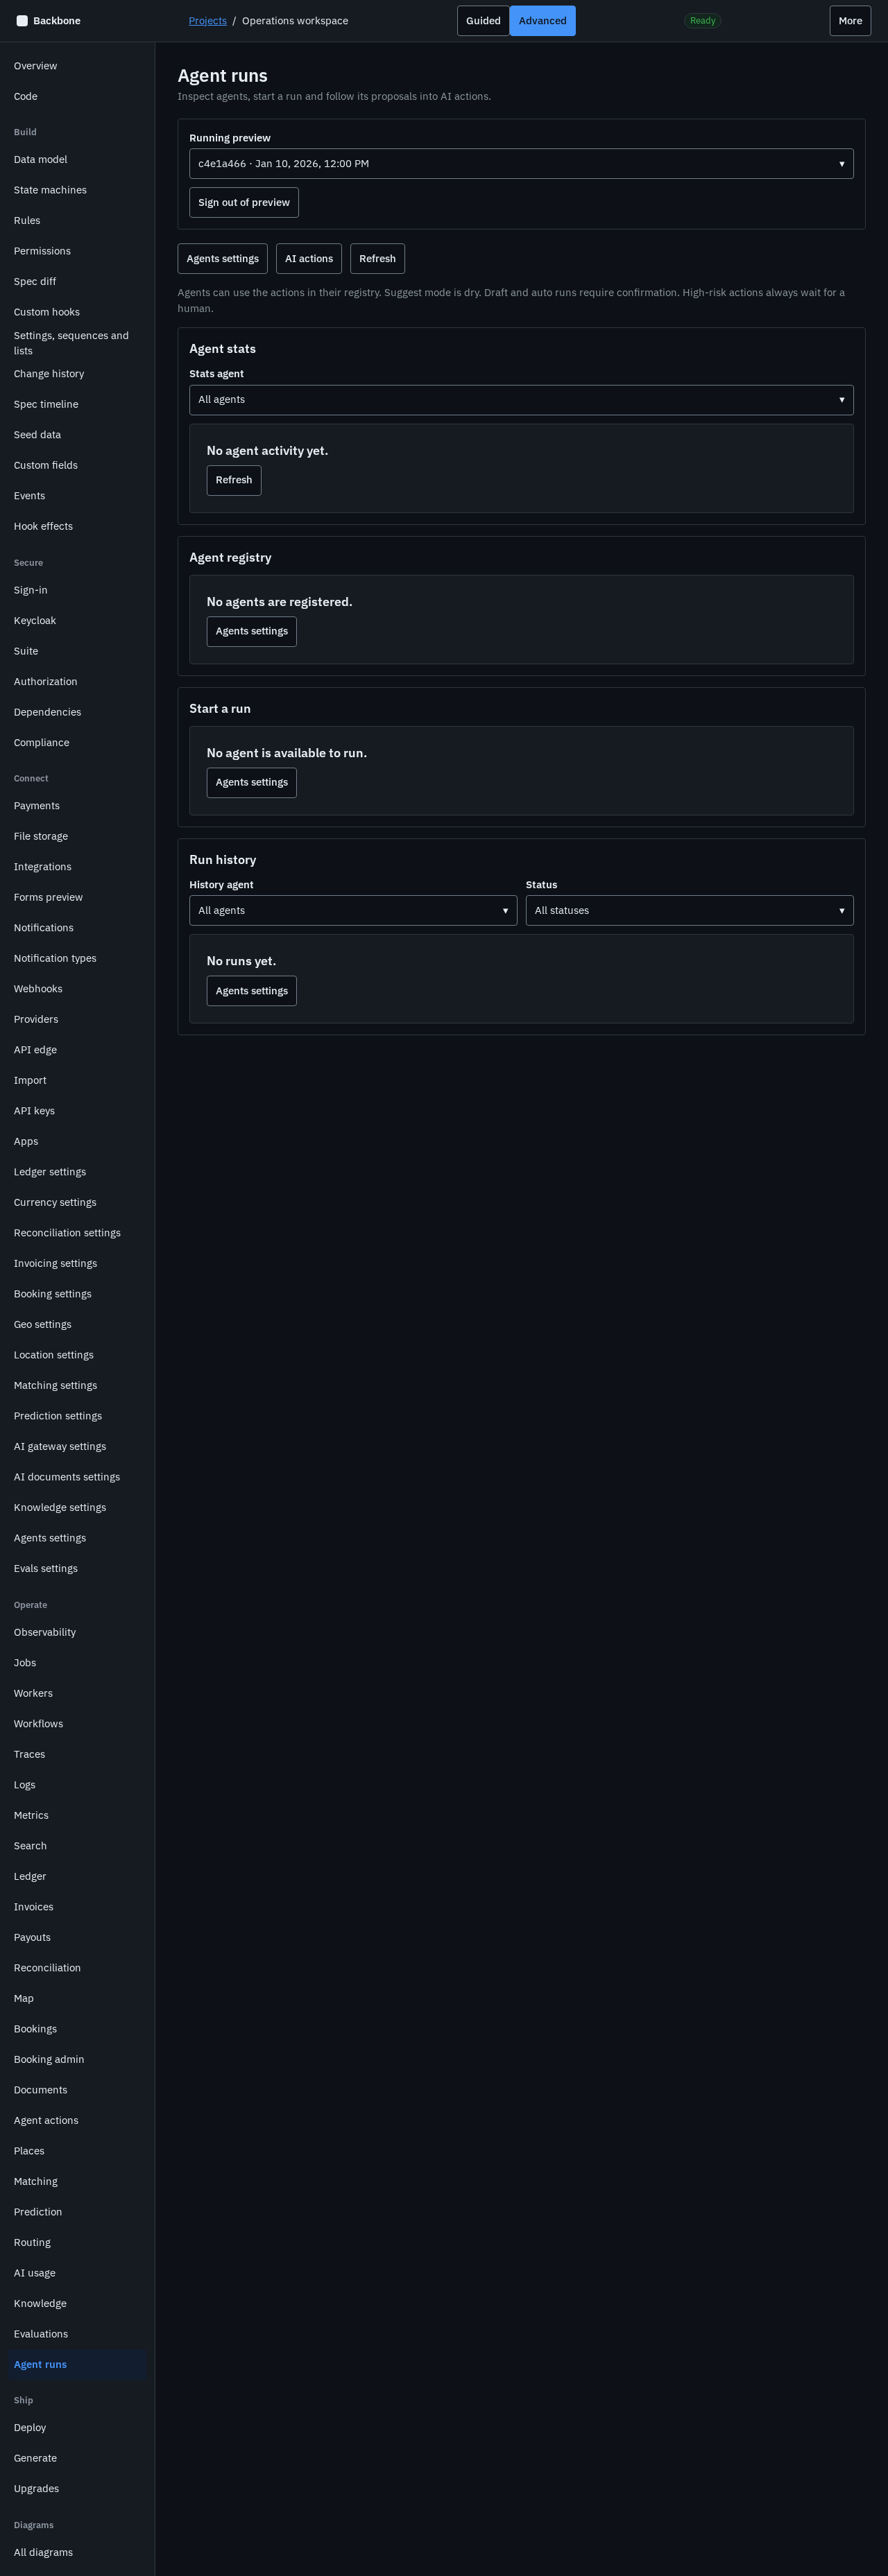 Backbone
Projects / Operations workspace
Guided
Advanced
Ready
More
Overview
Code
Build
Data model
State machines
Rules
Permissions
Spec diff
Custom hooks
Settings, sequences and
lists
Change history
Spec timeline
Seed data
Custom fields
Events
Hook effects
Secure
Sign-in
Keycloak
Suite
Authorization
Dependencies
Compliance
Connect
Payments
File storage
Integrations
Forms preview
Notifications
Notification types
Webhooks
Providers
API edge
Import
API keys
Apps
Ledger settings
Currency settings
Reconciliation settings
Invoicing settings
Booking settings
Geo settings
Location settings
Matching settings
Prediction settings
AI gateway settings
AI documents settings
Knowledge settings
Agents settings
Evals settings
Operate
Observability
Jobs
Workers
Workflows
Traces
Logs
Metrics
Search
Ledger
Invoices
Payouts
Reconciliation
Map
Bookings
Booking admin
Documents
Agent actions
Places
Matching
Prediction
Routing
AI usage
Knowledge
Evaluations
Agent runs
Ship
Deploy
Generate
Upgrades
Diagrams
All diagrams
Agent runs
Inspect agents, start a run and follow its proposals into AI actions.
Running preview
c4e1a466 · Jan 10, 2026, 12:00 PM
Sign out of preview
Agents settings
AI actions
Refresh
Agents can use the actions in their registry. Suggest mode is dry. Draft and auto runs require confirmation. High-risk actions always wait for a
human.
Agent stats
Stats agent
All agents
No agent activity yet.
Refresh
Agent registry
No agents are registered.
Agents settings
Start a run
No agent is available to run.
Agents settings
Run history
History agent
Status
All agents
All statuses
No runs yet.
Agents settings